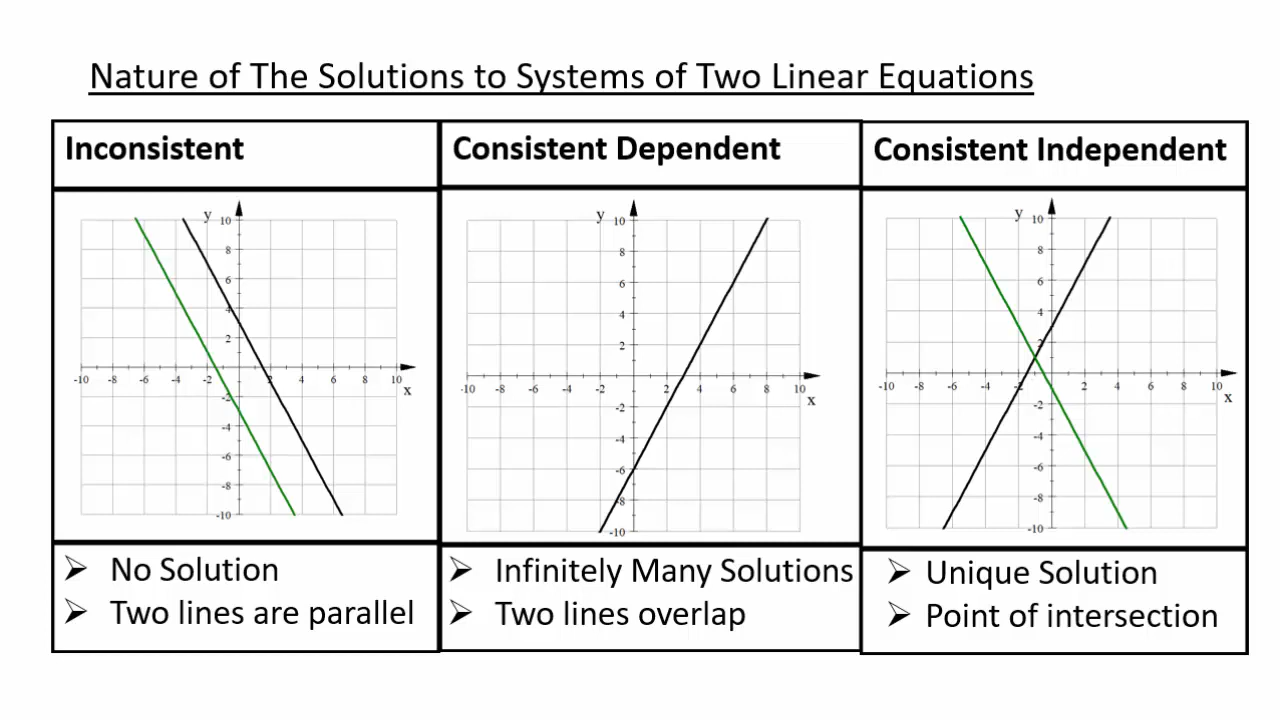 Nature of The Solutions to Systems of Two Linear Equations
Inconsistent
Consistent Dependent
Consistent Independent
y
10
8
6
4
2
-10 -8 -6 -4 -2 2 4 6 8 10
x
-2
-4
-6
-8
-10
y
10
8
6
4
2
-10 -8 -6 -4 -2 2 4 6 8 10
x
-2
-4
-6
-8
-10
y
10
8
6
4
2
-10 -8 -6 -4 -2 2 4 6 8 10
x
-2
-4
-6
-8
-10
➢ No Solution
➢ Two lines are parallel
➢ Infinitely Many Solutions
➢ Two lines overlap
➢ Unique Solution
➢ Point of intersection